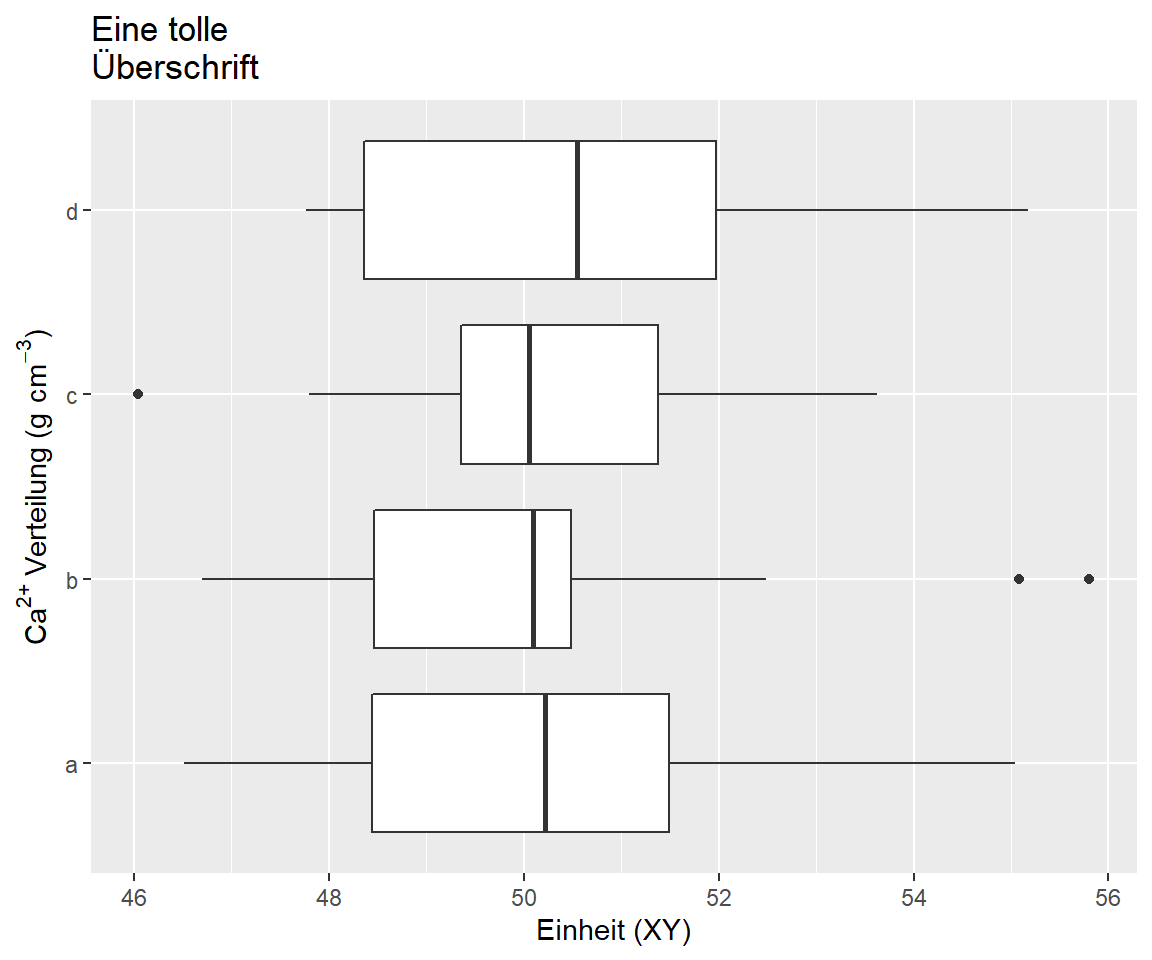 Eine tolle
Überschrift
Ca²⁺ Verteilung (g cm⁻³)
d
c
b
a
46 48 50 52 54 56
Einheit (XY)